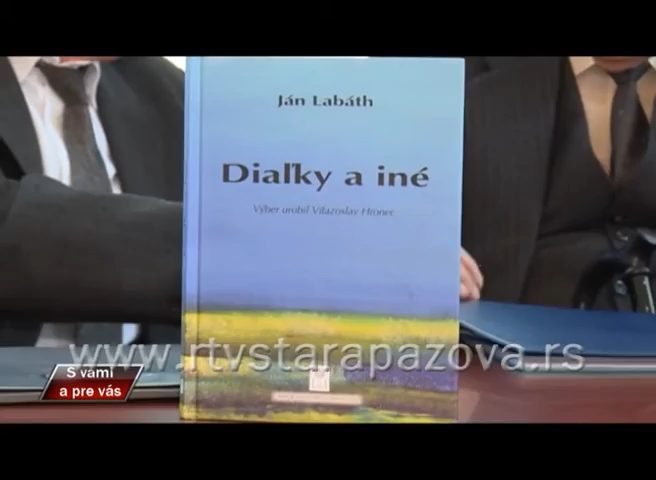 Ján Labáth
Diaľky a iné
Výber urobil Víťazoslav Hronec
www.rtvstarapazova.rs
S vami
a pre vás